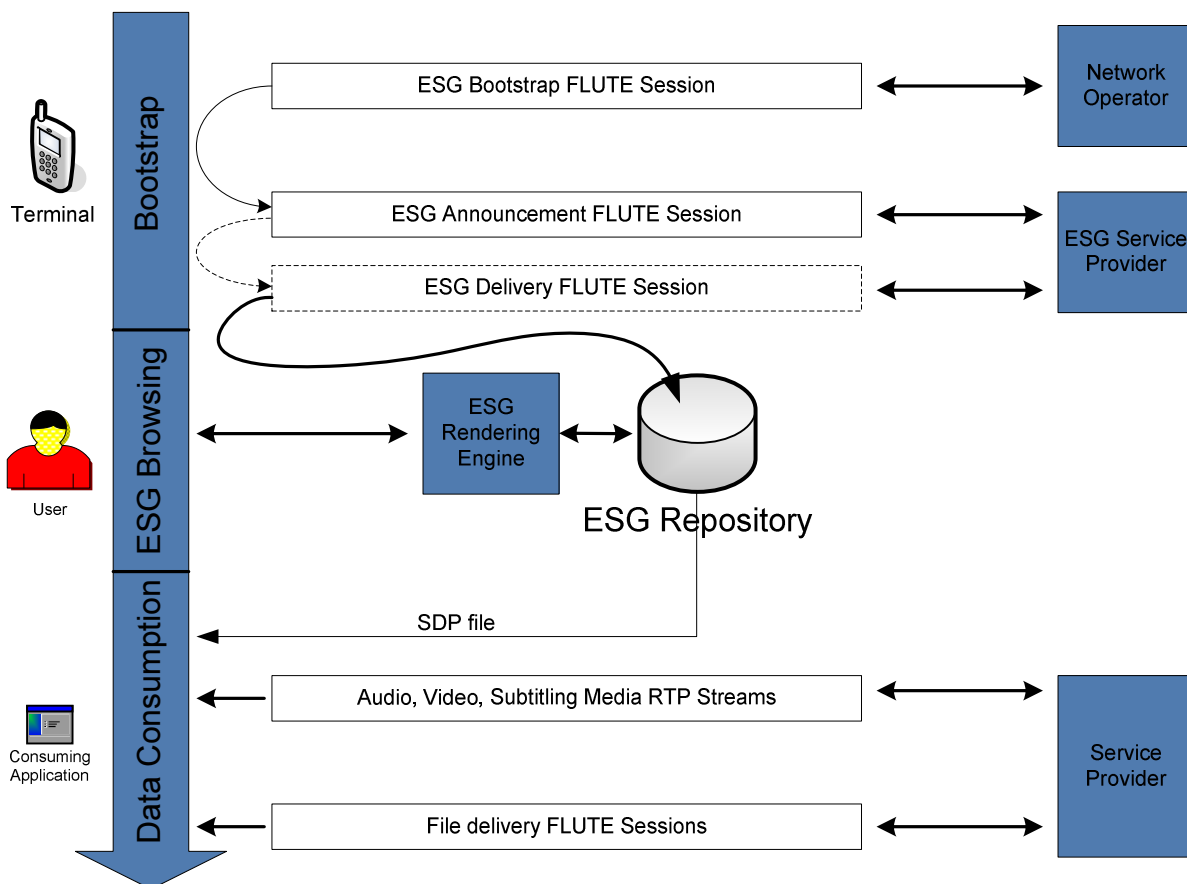 ESG Bootstrap FLUTE Session
Network
Operator
Bootstrap
Terminal
ESG Announcement FLUTE Session
ESG Service
Provider
ESG Delivery FLUTE Session
ESG Browsing
User
ESG
Rendering
Engine
ESG Repository
SDP file
Data Consumption
Audio, Video, Subtitling Media RTP Streams
Consuming
Application
Service
Provider
File delivery FLUTE Sessions